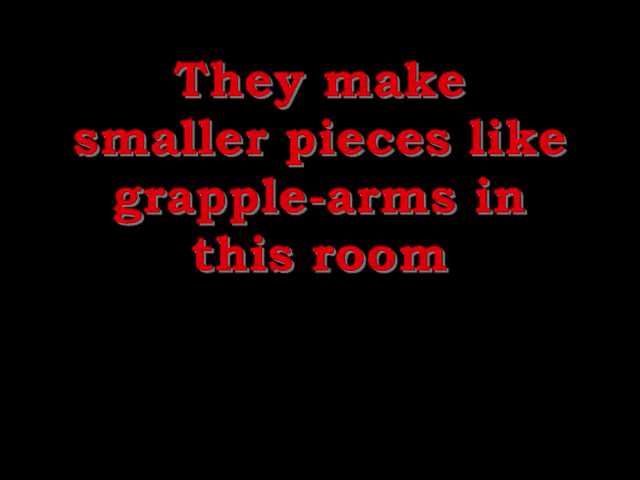 They make
smaller pieces like
grapple-arms in
this room